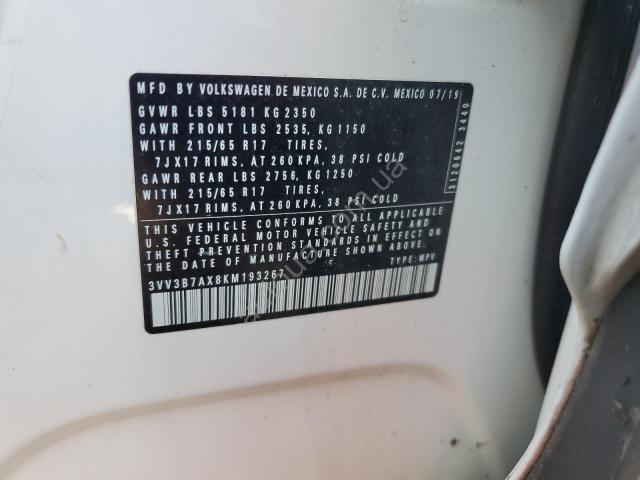 MFD BY VOLKSWAGEN DE MEXICO S.A. DE C.V. MEXICO 07/19
GVWR LBS 5181 KG 2350
GAWR FRONT LBS 2535, KG 1150
WITH 215/65 R17 TIRES,
7JX17 RIMS, AT 260 KPA, 38 PSI COLD
GAWR REAR LBS 2756, KG 1250
WITH 215/65 R17 TIRES,
7JX17 RIMS, AT 260 KPA, 38 PSI COLD
THIS VEHICLE CONFORMS TO ALL APPLICABLE
U.S. FEDERAL MOTOR VEHICLE SAFETY AND
THEFT PREVENTION STANDARDS IN EFFECT ON
THE DATE OF MANUFACTURE SHOWN ABOVE.
3VV3B7AX8KM193267 TYPE: MPV
3120642 3440